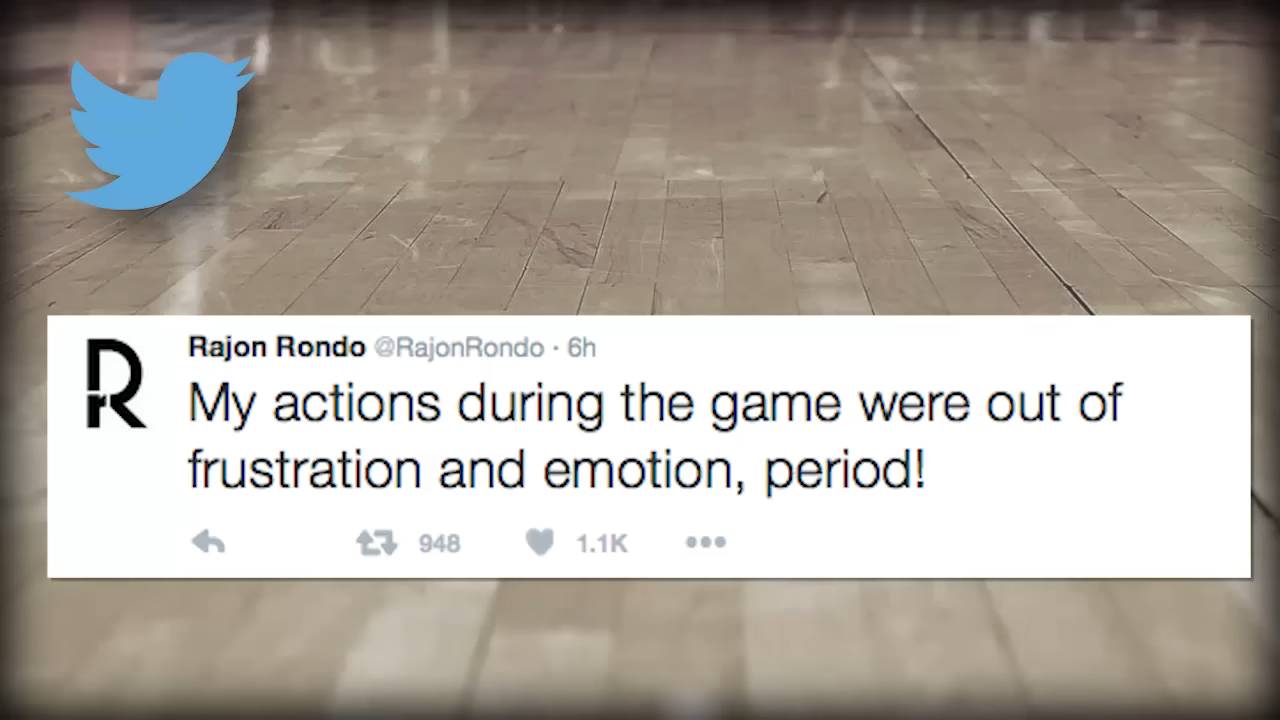 Rajon Rondo @RajonRondo · 6h
My actions during the game were out of
frustration and emotion, period!
948 1.1K